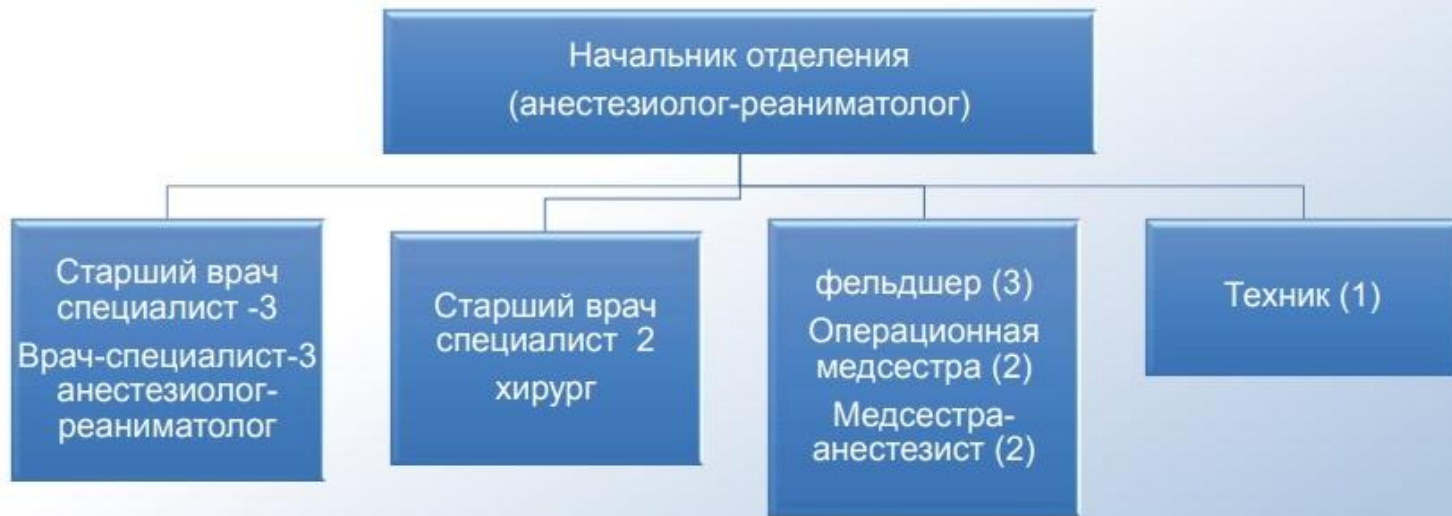 Начальник отделения
(анестезиолог-реаниматолог)
Старший врач
специалист -3
Врач-специалист-3
анестезиолог-
реаниматолог
Старший врач
специалист 2
хирург
фельдшер (3)
Операционная
медсестра (2)
Медсестра-
анестезист (2)
Техник (1)